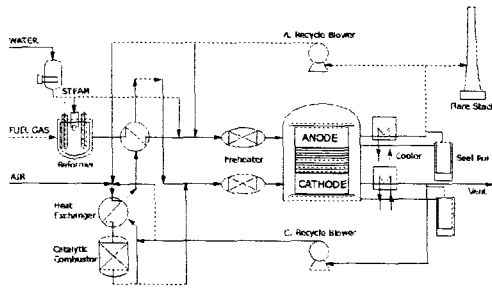 A. Recycle Blower
WATER
STEAM
Flare Stack
FUEL GAS
ANODE
Reformer
Preheater
Cooler
Seel Pot
AIR
CATHODE
Vent.
Heat
Exchanger
C. Recycle Blower
Catalytic
Combustor